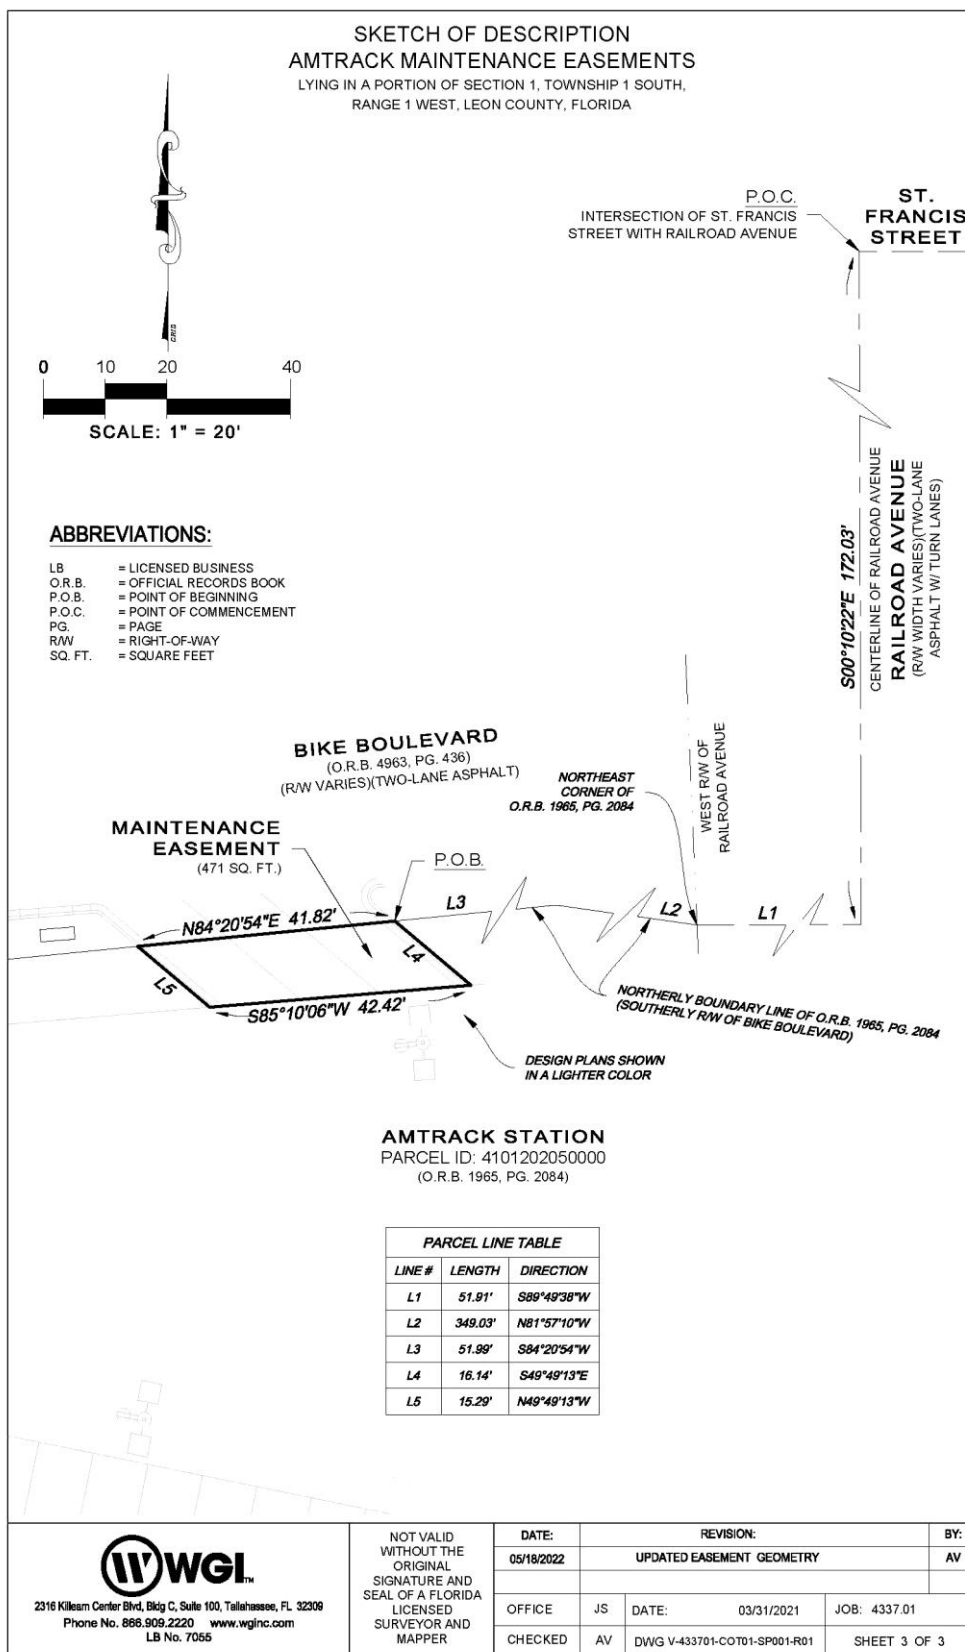 SKETCH OF DESCRIPTION
AMTRACK MAINTENANCE EASEMENTS
LYING IN A PORTION OF SECTION 1, TOWNSHIP 1 SOUTH,
RANGE 1 WEST, LEON COUNTY, FLORIDA
P.O.C.
INTERSECTION OF ST. FRANCIS
STREET WITH RAILROAD AVENUE
ST.
FRANCIS
STREET
GRID
0 10 20 40
SCALE: 1" = 20'
S00°10'22"E 172.03'
CENTERLINE OF RAILROAD AVENUE
RAILROAD AVENUE
(R/W WIDTH VARIES)(TWO-LANE
ASPHALT W/ TURN LANES)
ABBREVIATIONS:
LB = LICENSED BUSINESS
O.R.B. = OFFICIAL RECORDS BOOK
P.O.B. = POINT OF BEGINNING
P.O.C. = POINT OF COMMENCEMENT
PG. = PAGE
R/W = RIGHT-OF-WAY
SQ. FT. = SQUARE FEET
BIKE BOULEVARD
(O.R.B. 4963, PG. 436)
(R/W VARIES)(TWO-LANE ASPHALT)
NORTHEAST
CORNER OF
O.R.B. 1965, PG. 2084
WEST R/W OF
RAILROAD AVENUE
MAINTENANCE
EASEMENT
(471 SQ. FT.)
P.O.B.
N84°20'54"E 41.82'
L3
L2
L1
L4
L5
S85°10'06"W 42.42'
NORTHERLY BOUNDARY LINE OF O.R.B. 1965, PG. 2084
(SOUTHERLY R/W OF BIKE BOULEVARD)
DESIGN PLANS SHOWN
IN A LIGHTER COLOR
AMTRACK STATION
PARCEL ID: 4101202050000
(O.R.B. 1965, PG. 2084)
PARCEL LINE TABLE
LINE # LENGTH DIRECTION
L1 51.91' S89°49'38"W
L2 349.03' N81°57'10"W
L3 51.99' S84°20'54"W
L4 16.14' S49°49'13"E
L5 15.29' N49°49'13"W
WGI TM
2316 Killearn Center Blvd, Bldg C, Suite 100, Tallahassee, FL 32309
Phone No. 866.909.2220 www.wginc.com
LB No. 7055
NOT VALID
WITHOUT THE
ORIGINAL
SIGNATURE AND
SEAL OF A FLORIDA
LICENSED
SURVEYOR AND
MAPPER
DATE: REVISION: BY:
05/18/2022 UPDATED EASEMENT GEOMETRY AV
OFFICE JS DATE: 03/31/2021 JOB: 4337.01
CHECKED AV DWG V-433701-COT01-SP001-R01 SHEET 3 OF 3